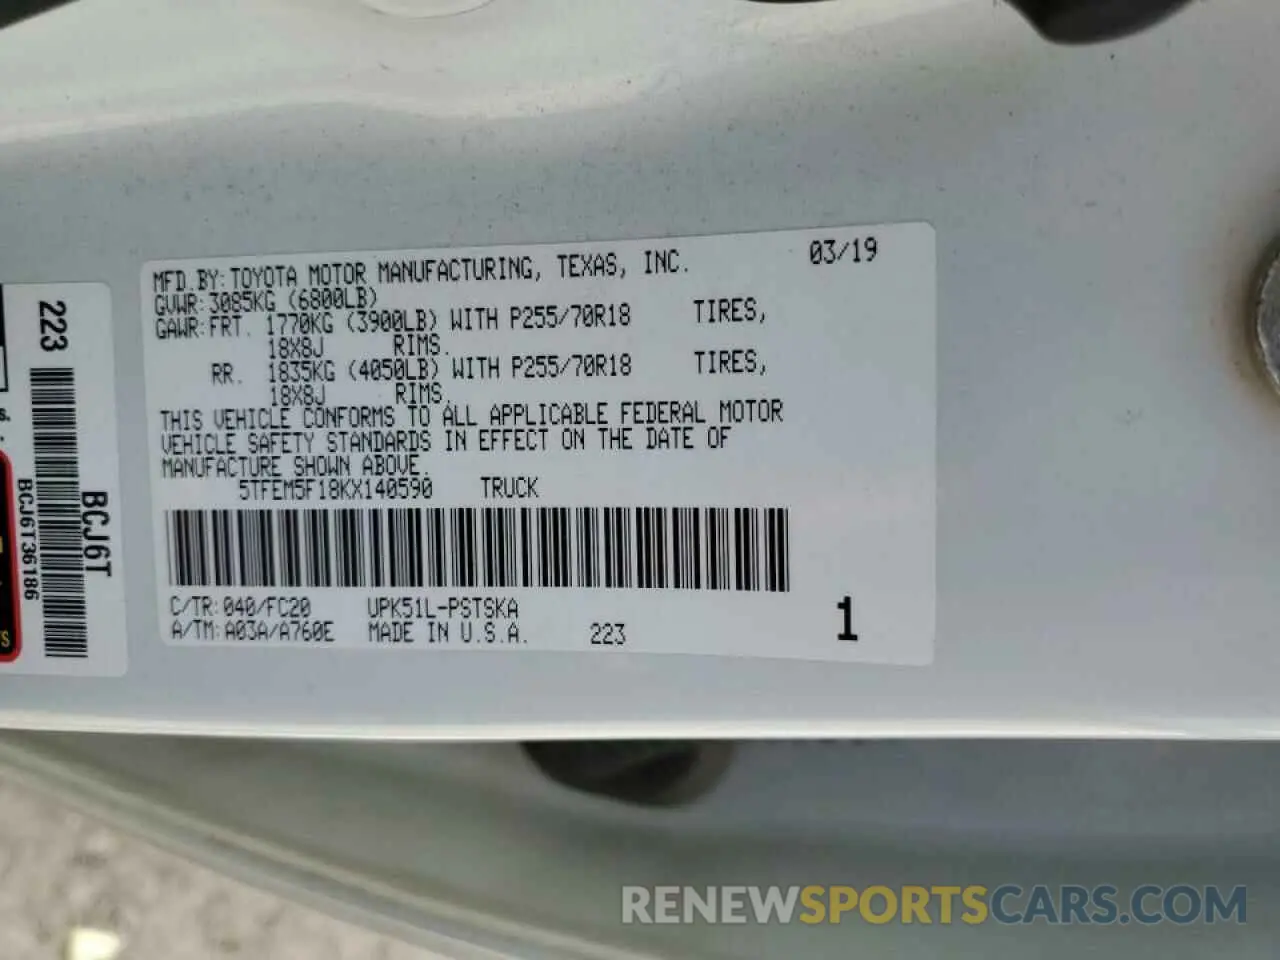 MFD.BY:TOYOTA MOTOR MANUFACTURING, TEXAS, INC. 03/19
GVWR:3085KG (6800LB)
GAWR:FRT. 1770KG (3900LB) WITH P255/70R18 TIRES,
18X8J RIMS.
RR. 1835KG (4050LB) WITH P255/70R18 TIRES,
18X8J RIMS.
THIS VEHICLE CONFORMS TO ALL APPLICABLE FEDERAL MOTOR
VEHICLE SAFETY STANDARDS IN EFFECT ON THE DATE OF
MANUFACTURE SHOWN ABOVE.
5TFEM5F18KX140590 TRUCK
C/TR:040/FC20 UPK51L-PSTSKA
A/TM:A03A/A760E MADE IN U.S.A. 223 1
223
BCJ6T
BCJ6T36186
RENEWSPORTSCARS.COM